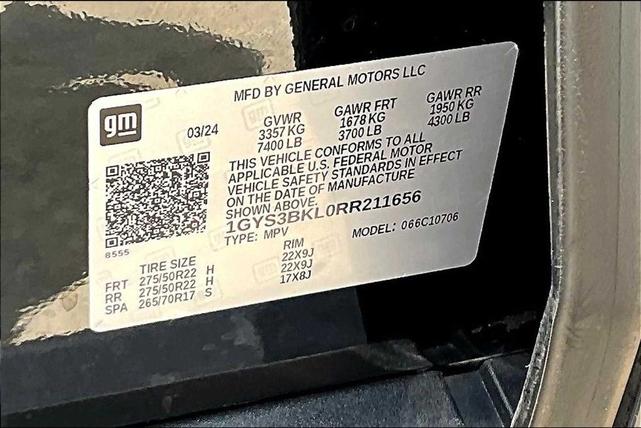 MFD BY GENERAL MOTORS LLC
gm
03/24
GVWR GAWR FRT GAWR RR
3357 KG 1678 KG 1950 KG
7400 LB 3700 LB 4300 LB
THIS VEHICLE CONFORMS TO ALL
APPLICABLE U.S. FEDERAL MOTOR
VEHICLE SAFETY STANDARDS IN EFFECT
ON THE DATE OF MANUFACTURE
SHOWN ABOVE.
1GYS3BKL0RR211656
TYPE: MPV MODEL: 066C10706
8555
TIRE SIZE RIM
FRT 275/50R22 H 22X9J
RR 275/50R22 H 22X9J
SPA 265/70R17 S 17X8J